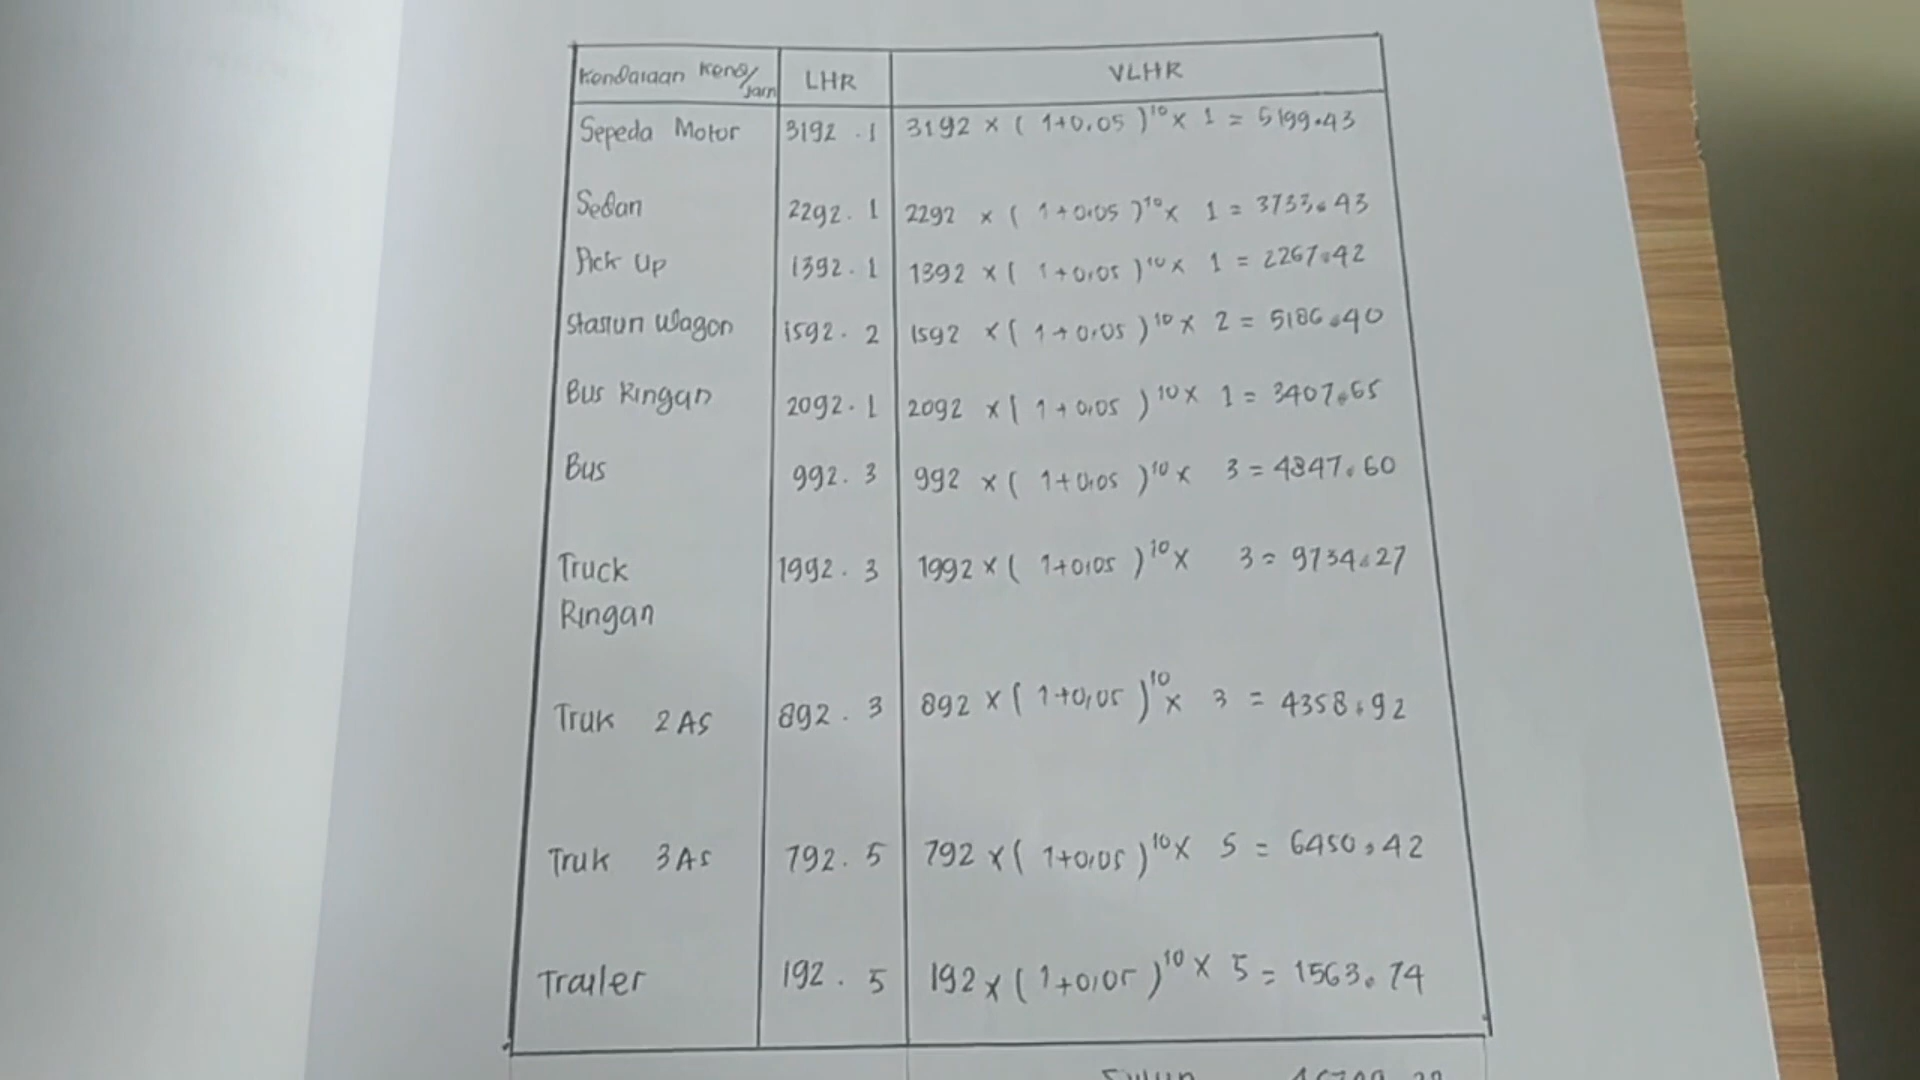 Kendaraan Kend/jam LHR VLHR
Sepeda Motor 3192 . 1 3192 x ( 1+0.05 )¹⁰ x 1 = 5199.43
Sedan 2292 . 1 2292 x ( 1+0.05 )¹⁰ x 1 = 3733.43
Pick Up 1392 . 1 1392 x ( 1+0,05 )¹⁰ x 1 = 2267.42
Stasiun Wagon 1592 . 2 1592 x ( 1+0,05 )¹⁰ x 2 = 5186.40
Bus Ringan 2092 . 1 2092 x ( 1+0,05 )¹⁰ x 1 = 3407.65
Bus 992 . 3 992 x ( 1+0,05 )¹⁰ x 3 = 4847.60
Truck 1992 . 3 1992 x ( 1+0,05 )¹⁰ x 3 = 9734.27
Ringan
Truk 2 AS 892 . 3 892 x ( 1+0,05 )¹⁰ x 3 = 4358.92
Truk 3 AS 792 . 5 792 x ( 1+0,05 )¹⁰ x 5 = 6450.42
Trailer 192 . 5 192 x ( 1+0,05 )¹⁰ x 5 = 1563.74